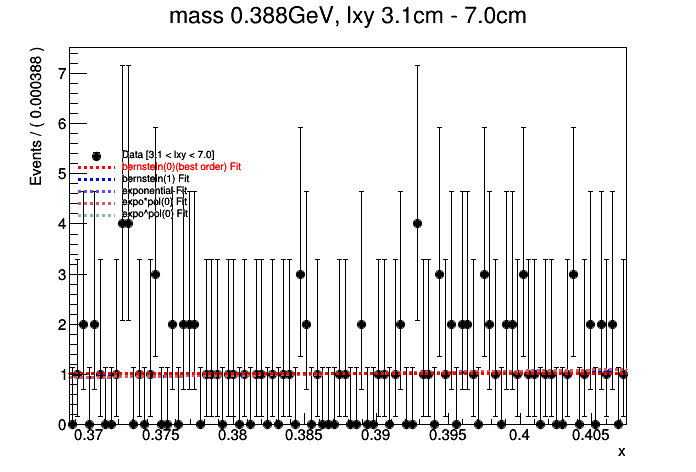 mass 0.388GeV, lxy 3.1cm - 7.0cm
Events / ( 0.000388 )
7
6
5
4
3
2
1
0
Data [3.1 < lxy < 7.0]
bernstein(0)(best order) Fit
bernstein(1) Fit
exponential Fit
expo*pol(0) Fit
expo^pol(0) Fit
0.37 0.375 0.38 0.385 0.39 0.395 0.4 0.405
x